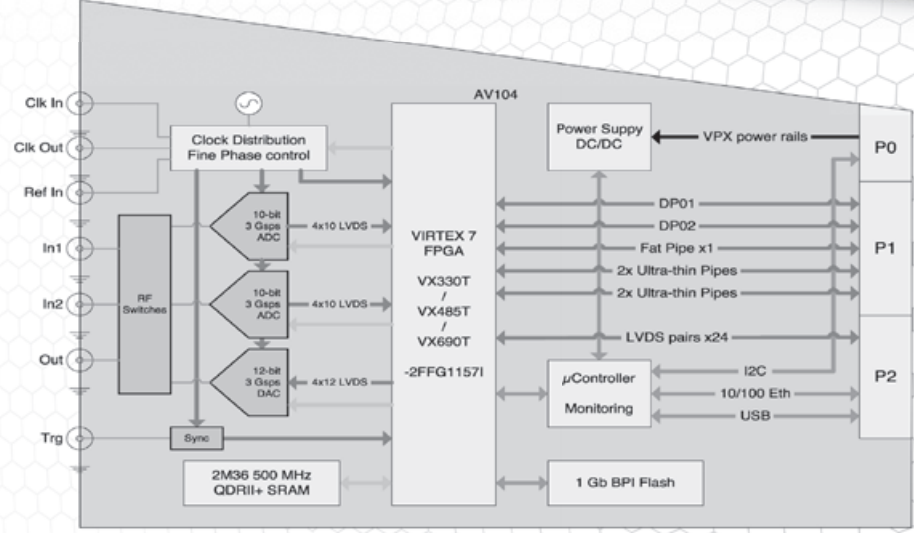 AV104
Clk In
Clk Out
Ref In
In1
In2
Out
Trg
Clock Distribution
Fine Phase control
RF
Switches
10-bit
3 Gsps
ADC
4x10 LVDS
10-bit
3 Gsps
ADC
4x10 LVDS
12-bit
3 Gsps
DAC
4x12 LVDS
Sync
2M36 500 MHz
QDRII+ SRAM
VIRTEX 7
FPGA
VX330T
/
VX485T
/
VX690T
-2FFG1157I
Power Suppy
DC/DC
VPX power rails
DP01
DP02
Fat Pipe x1
2x Ultra-thin Pipes
2x Ultra-thin Pipes
LVDS pairs x24
I2C
10/100 Eth
USB
µController
Monitoring
1 Gb BPI Flash
P0
P1
P2